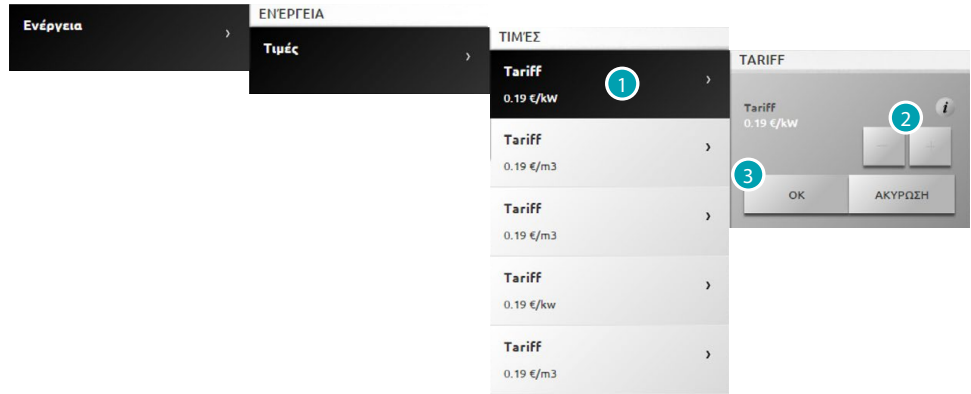 Ενέργεια
ΕΝΈΡΓΕΙΑ
Τιμές
ΤΙΜΈΣ
Tariff
0.19 €/kW
1
Tariff
0.19 €/m3
Tariff
0.19 €/m3
Tariff
0.19 €/kw
Tariff
0.19 €/m3
TARIFF
Tariff
0.19 €/kW
i
2
− +
3
OK
ΑΚΥΡΩΣΗ